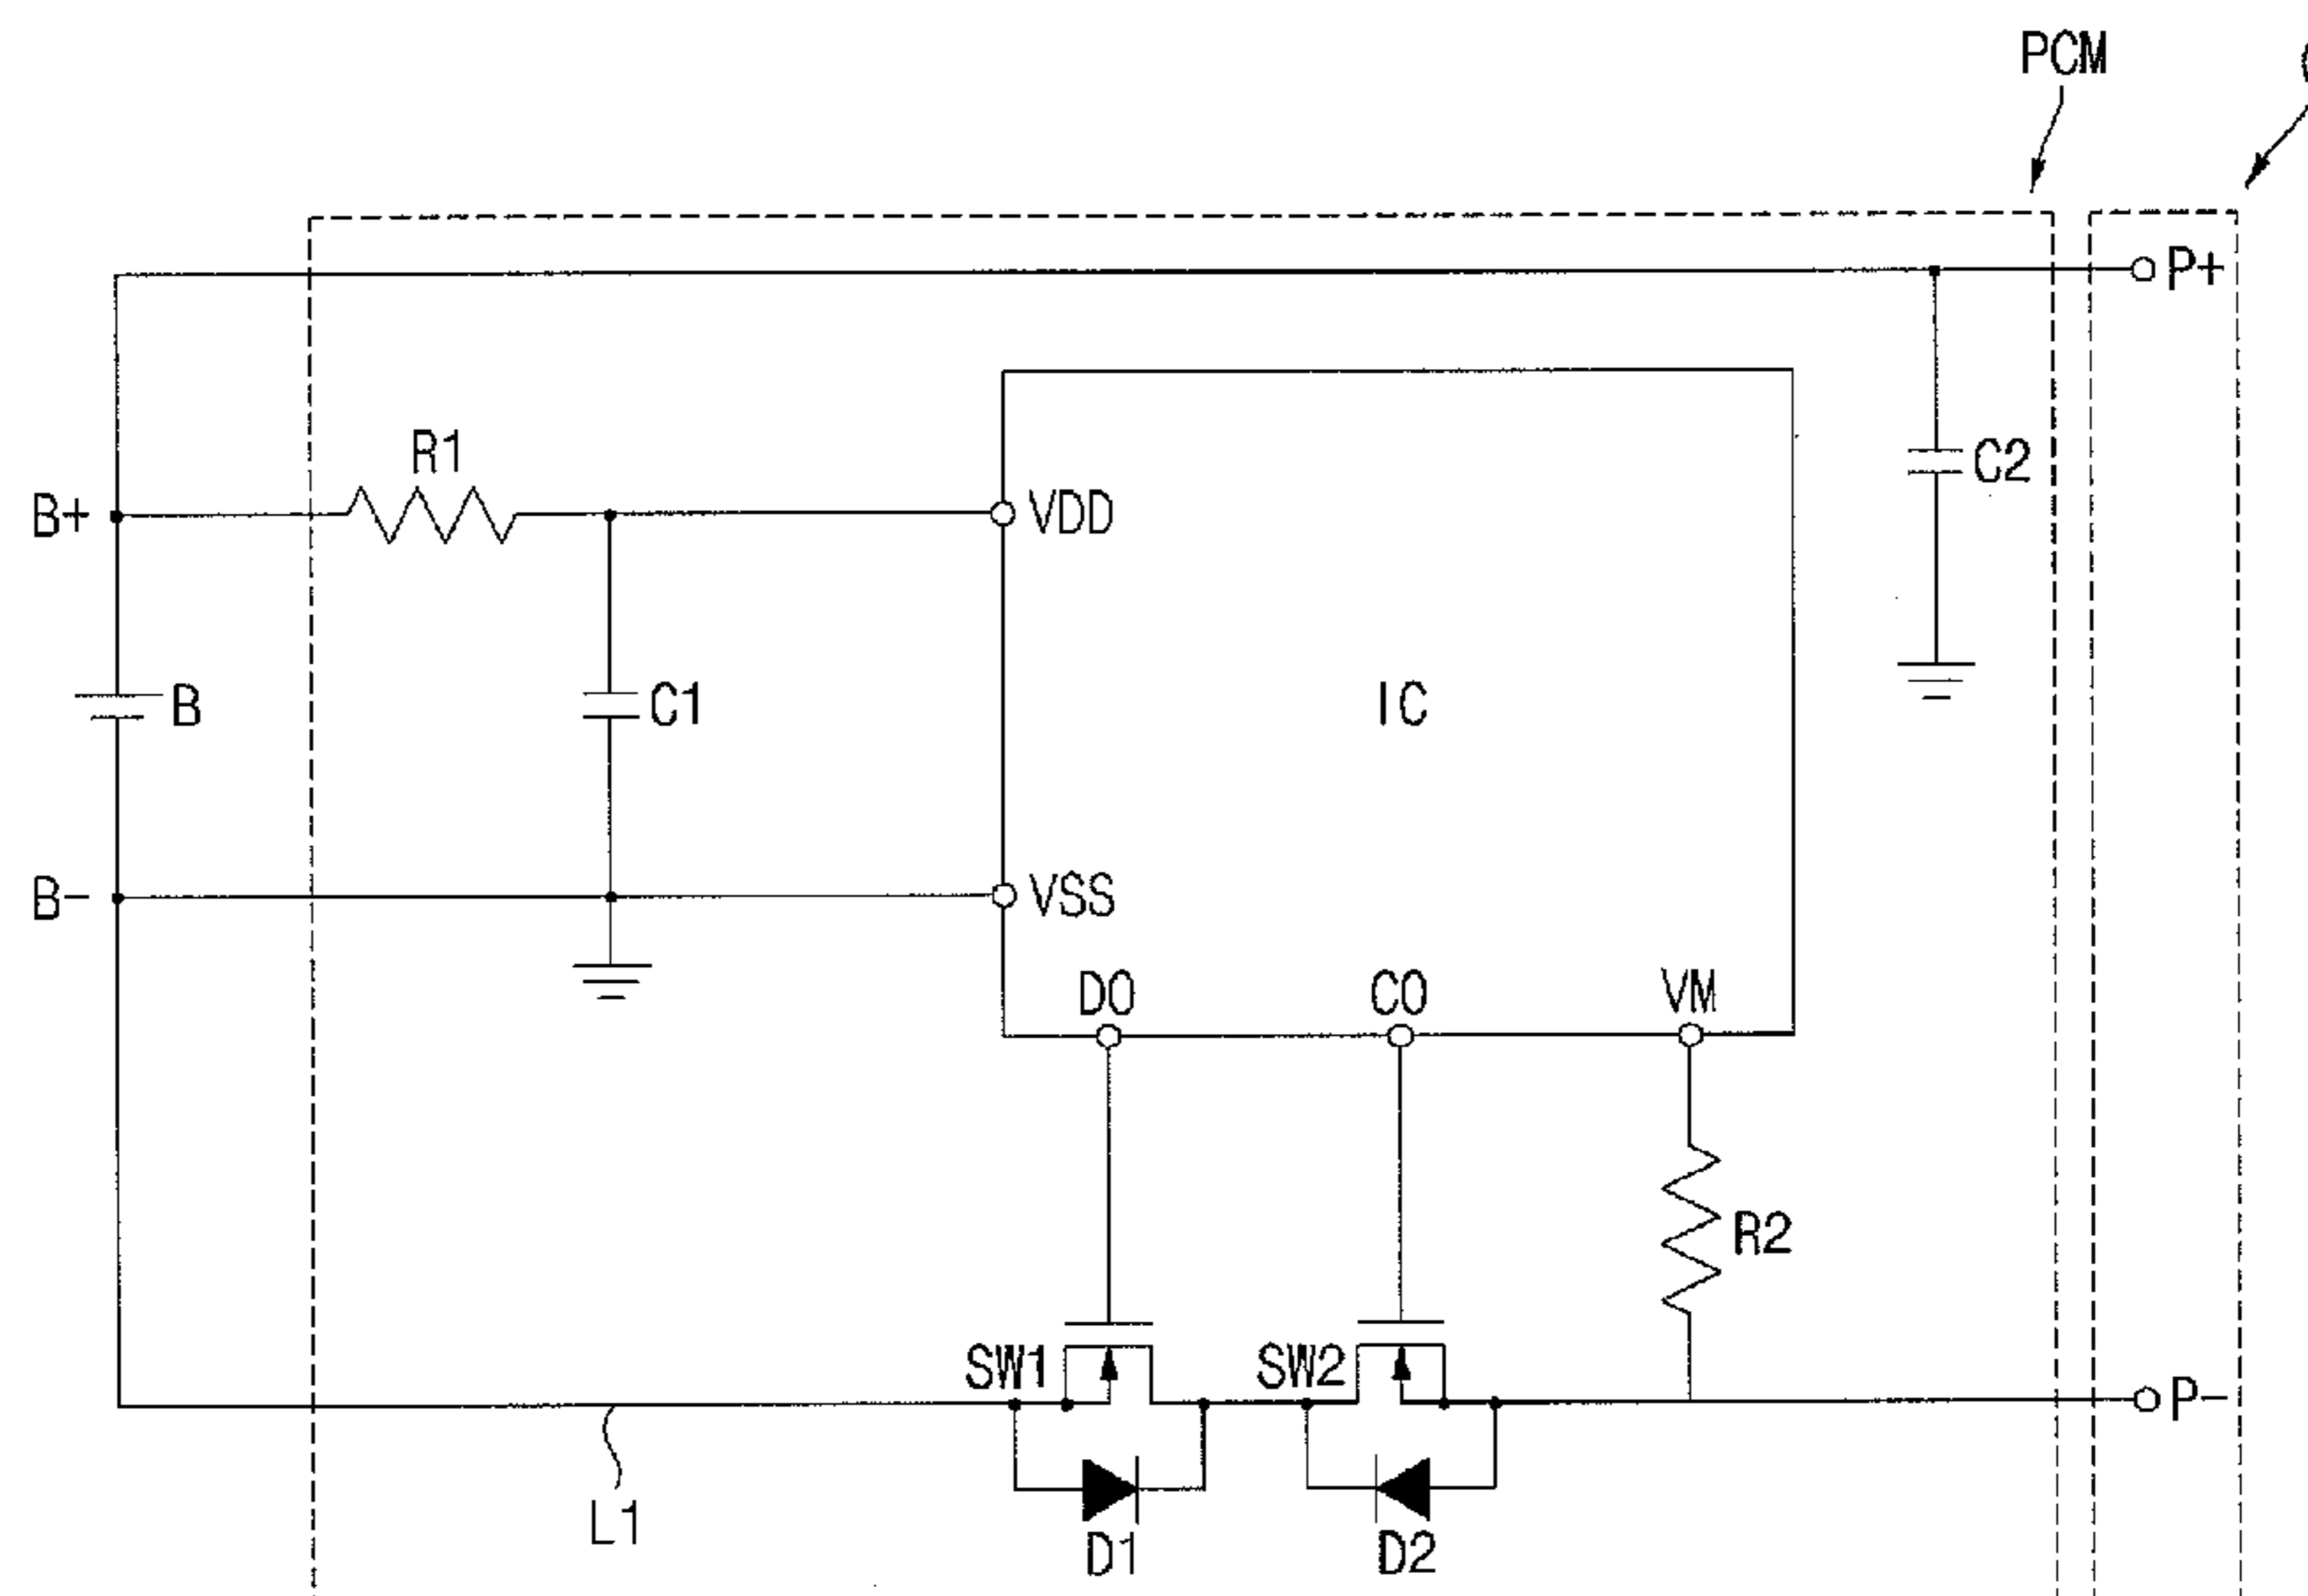 PCM
P+
R1
B+
VDD
C2
B
C1
IC
B-
VSS
DO
CO
VM
R2
SW1
SW2
P-
L1
D1
D2